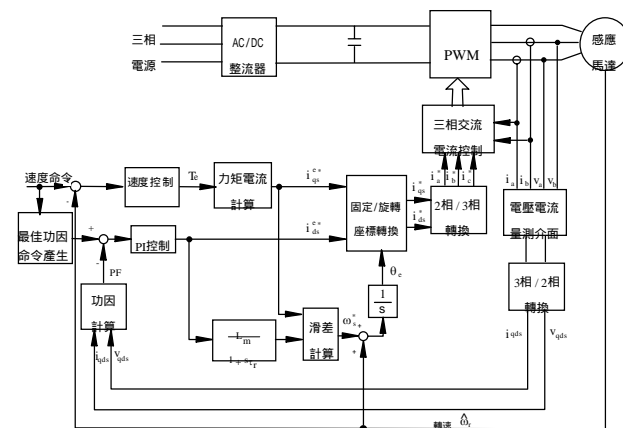 三相
電源
AC/DC
整流器
PWM
感應
馬達
三相交流
電流控制
速度命令
速度控制
Te
力矩電流
計算
i_qs^e*
i_ds^e*
固定/旋轉
座標轉換
i_qs^*
i_ds^*
i_a^* i_b^* i_c^*
2相/3相
轉換
i_a i_b v_a v_b
電壓電流
量測介面
最佳功因
命令產生
+
-
-
PF
PI控制
θ_e
1
s
3相/2相
轉換
功因
計算
i_qds
v_qds
L_m
1+sτ_r
滑差
計算
ω_s^*
+
+
i_qds
v_qds
轉速 ω̂_r